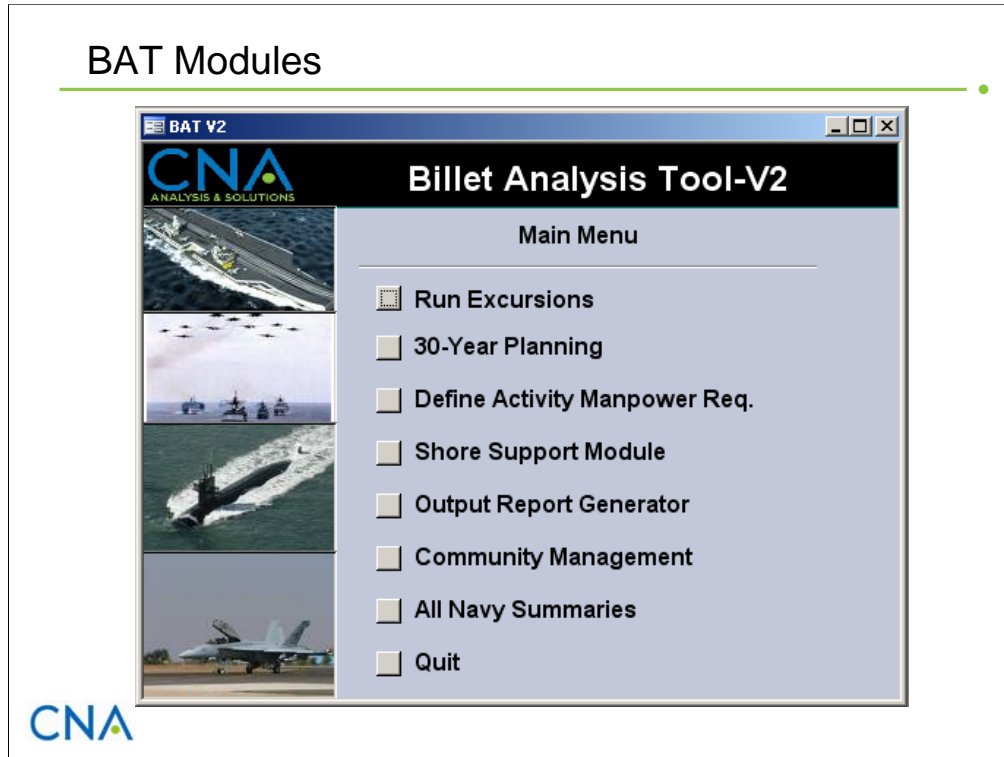 BAT Modules
BAT V2
CNA
ANALYSIS & SOLUTIONS
Billet Analysis Tool-V2
Main Menu
Run Excursions
30-Year Planning
Define Activity Manpower Req.
Shore Support Module
Output Report Generator
Community Management
All Navy Summaries
Quit
CNA